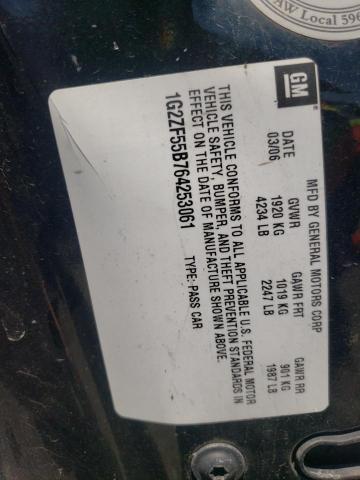 AW Local 596
GM
MFD BY GENERAL MOTORS CORP
DATE GVWR GAWR FRT GAWR RR
03/06 1920 KG 1019 KG 901 KG
4234 LB 2247 LB 1987 LB
THIS VEHICLE CONFORMS TO ALL APPLICABLE U.S. FEDERAL MOTOR
VEHICLE SAFETY, BUMPER, AND THEFT PREVENTION STANDARDS IN
EFFECT ON THE DATE OF MANUFACTURE SHOWN ABOVE.
1G2ZF55B764253061 TYPE: PASS CAR